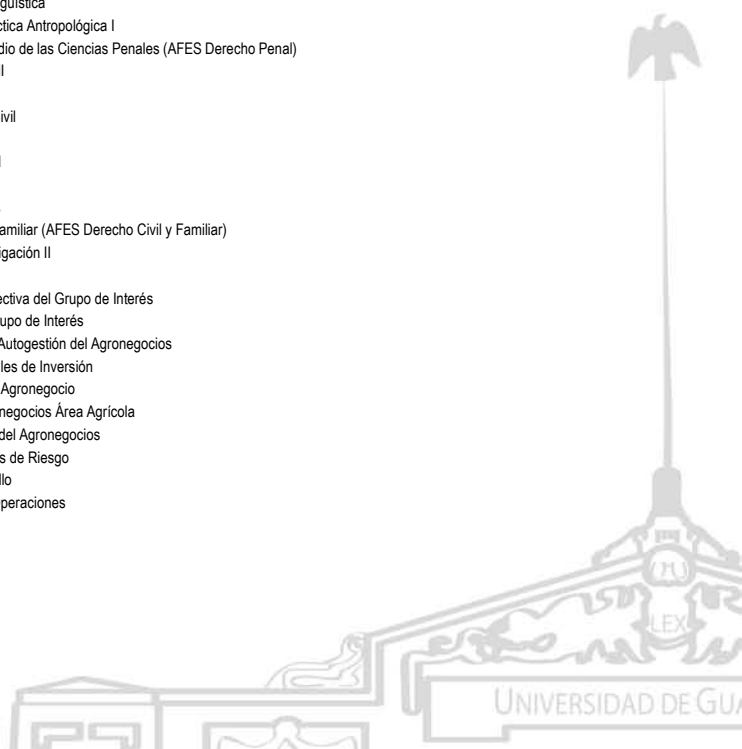 güística
ctica Antropológica I
dio de las Ciencias Penales (AFES Derecho Penal)
ivil
amiliar (AFES Derecho Civil y Familiar)
igación II
ectiva del Grupo de Interés
upo de Interés
Autogestión del Agronegocios
les de Inversión
Agronegocio
negocios Área Agrícola
del Agronegocios
s de Riesgo
llo
peraciones
LEX
UNIVERSIDAD DE GUA